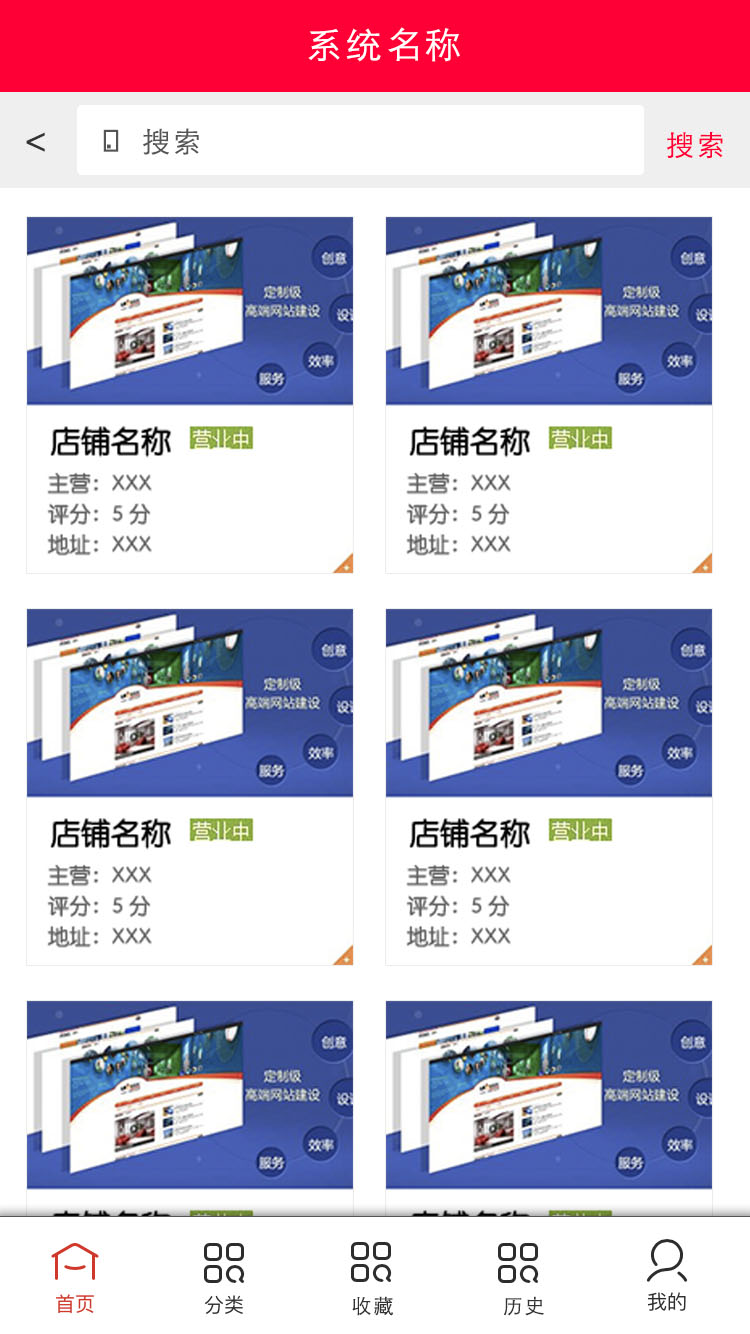 系统名称
<
搜索
搜索
创意
定制级
高端网站建设
设
效率
服务
创意
定制级
高端网站建设
设
效率
服务
店铺名称 营业中
主营：XXX
评分：5 分
地址：XXX
店铺名称 营业中
主营：XXX
评分：5 分
地址：XXX
创意
定制级
高端网站建设
设
效率
服务
创意
定制级
高端网站建设
设
效率
服务
店铺名称 营业中
主营：XXX
评分：5 分
地址：XXX
店铺名称 营业中
主营：XXX
评分：5 分
地址：XXX
创意
定制级
高端网站建设
设
效率
服务
创意
定制级
高端网站建设
设
效率
服务
首页
分类
收藏
历史
我的